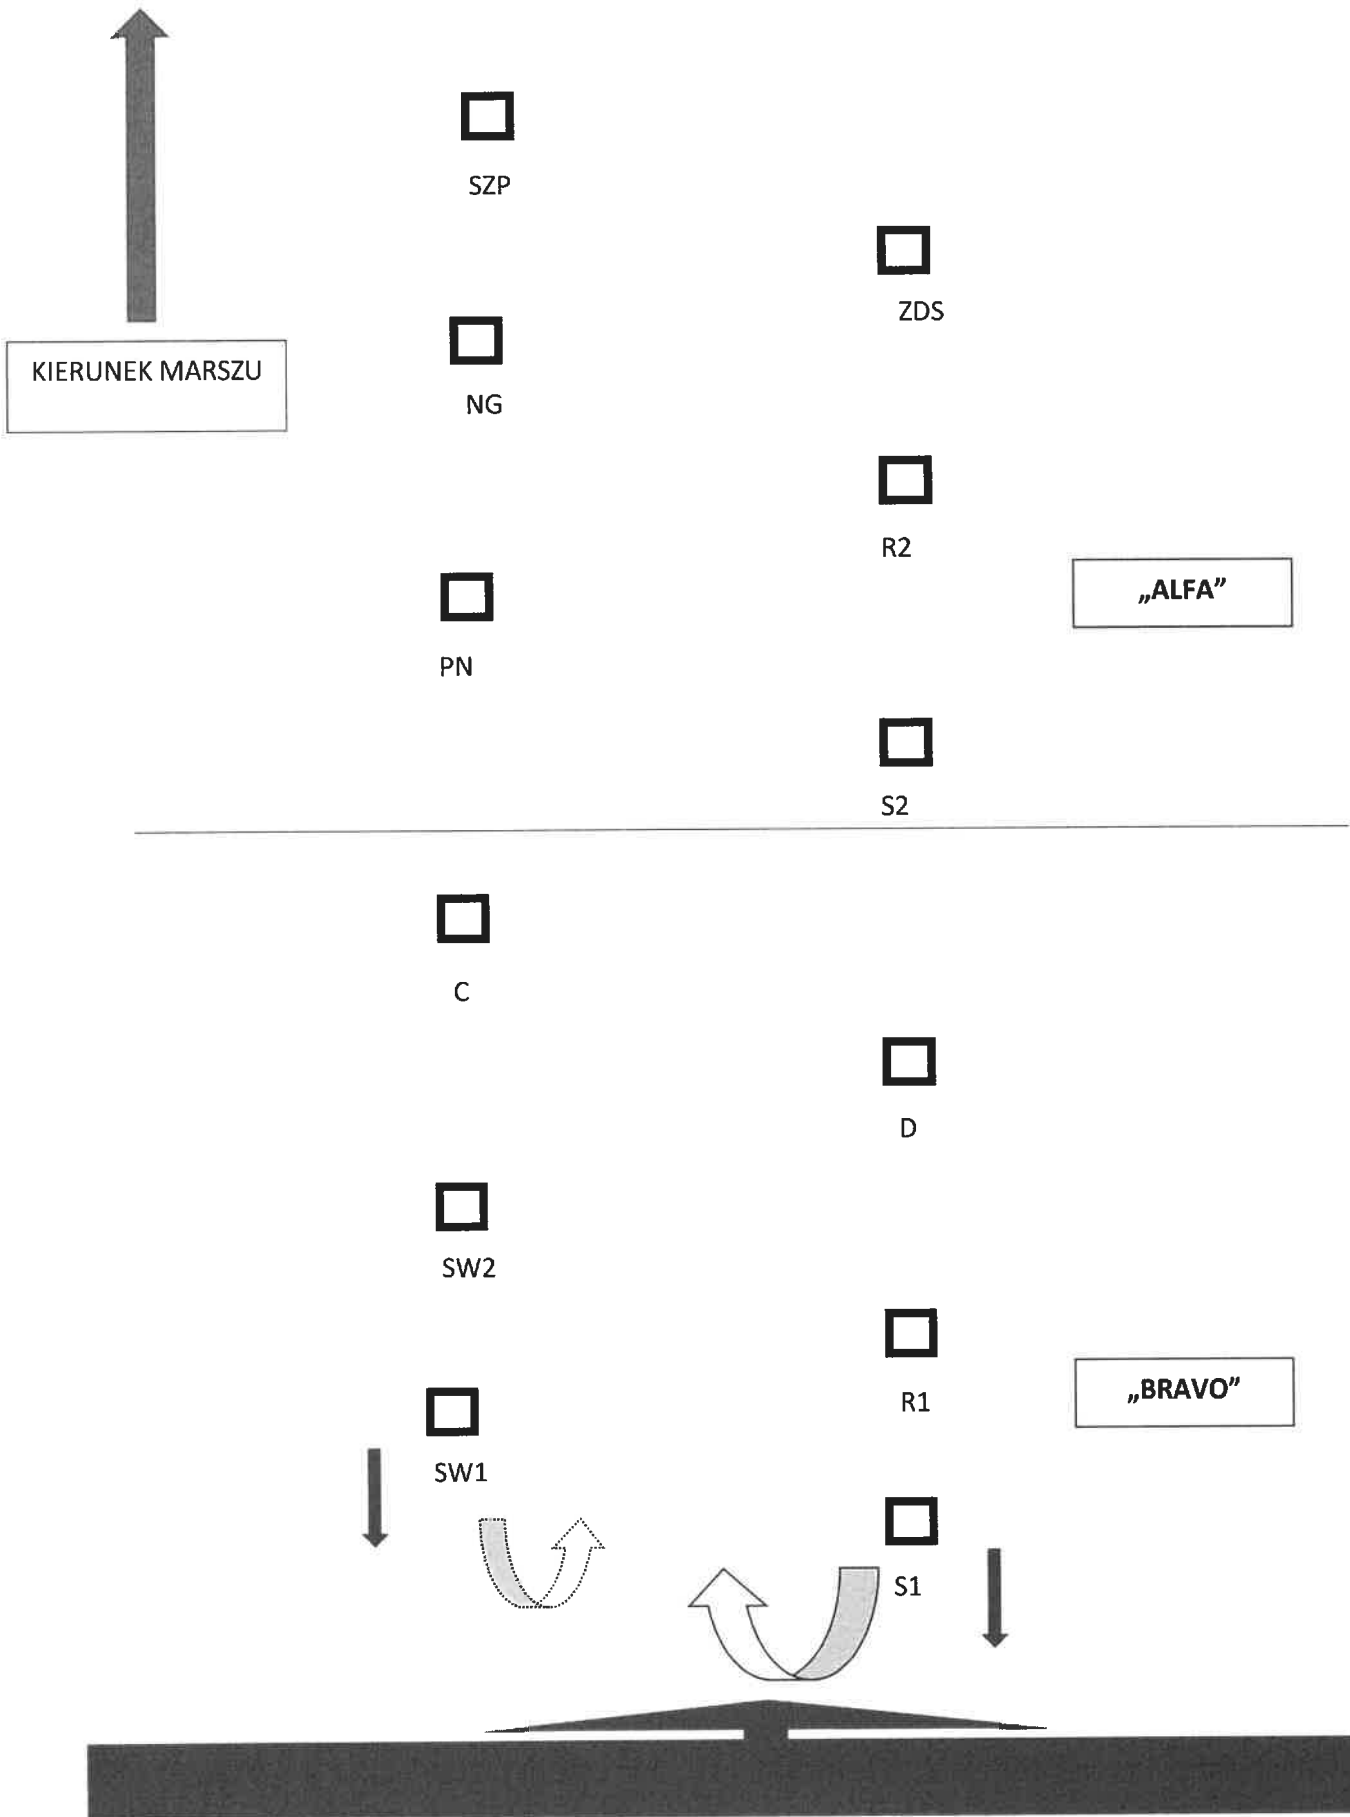 SZP
ZDS
KIERUNEK MARSZU
NG
R2
„ALFA”
PN
S2
C
D
SW2
R1
„BRAVO”
SW1
S1